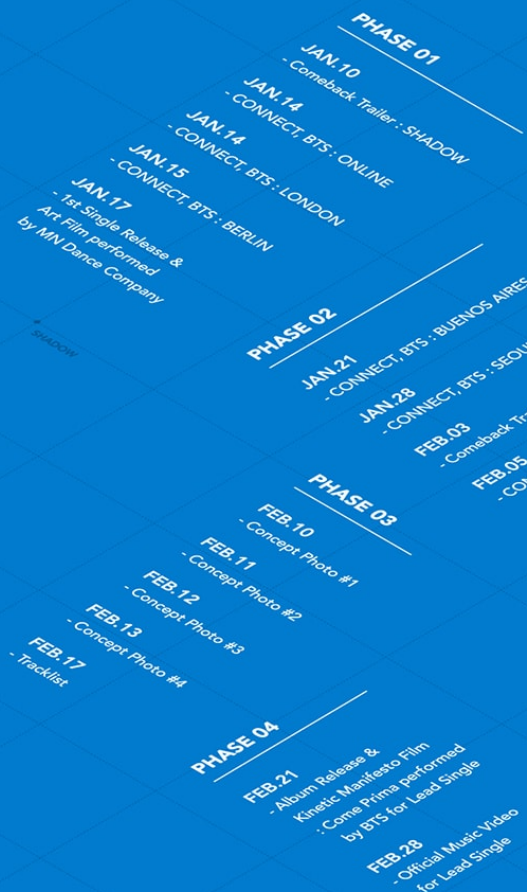 PHASE 01
JAN.10
- Comeback Trailer : SHADOW
JAN.14
- CONNECT, BTS : ONLINE
JAN.14
- CONNECT, BTS : LONDON
JAN.15
- CONNECT, BTS : BERLIN
JAN.17
- 1st Single Release &
Art Film performed
by MN Dance Company
SHADOW
PHASE 02
JAN.21
- CONNECT, BTS : BUENOS AIRES
JAN.28
- CONNECT, BTS : SEOU
FEB.03
- Comeback Tra
FEB.05
- CON
PHASE 03
FEB.10
- Concept Photo #1
FEB.11
- Concept Photo #2
FEB.12
- Concept Photo #3
FEB.13
- Concept Photo #4
FEB.17
- Tracklist
PHASE 04
FEB.21
- Album Release &
Kinetic Manifesto Film
: Come Prima performed
by BTS for Lead Single
FEB.28
- Official Music Video
for Lead Single